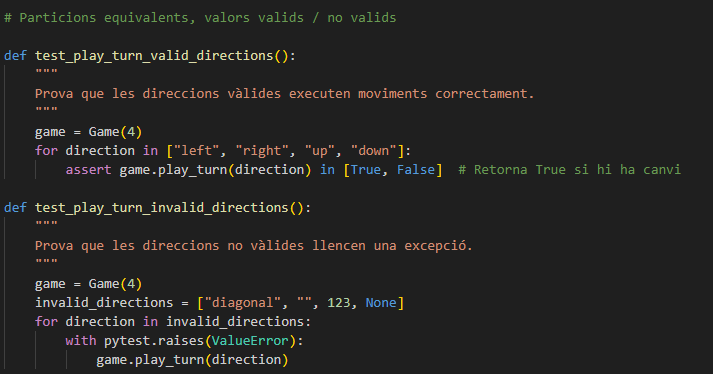 # Particions equivalents, valors valids / no valids
def test_play_turn_valid_directions():
"""
Prova que les direccions vàlides executen moviments correctament.
"""
game = Game(4)
for direction in ["left", "right", "up", "down"]:
assert game.play_turn(direction) in [True, False]  # Retorna True si hi ha canvi
def test_play_turn_invalid_directions():
"""
Prova que les direccions no vàlides llencen una excepció.
"""
game = Game(4)
invalid_directions = ["diagonal", "", 123, None]
for direction in invalid_directions:
with pytest.raises(ValueError):
game.play_turn(direction)